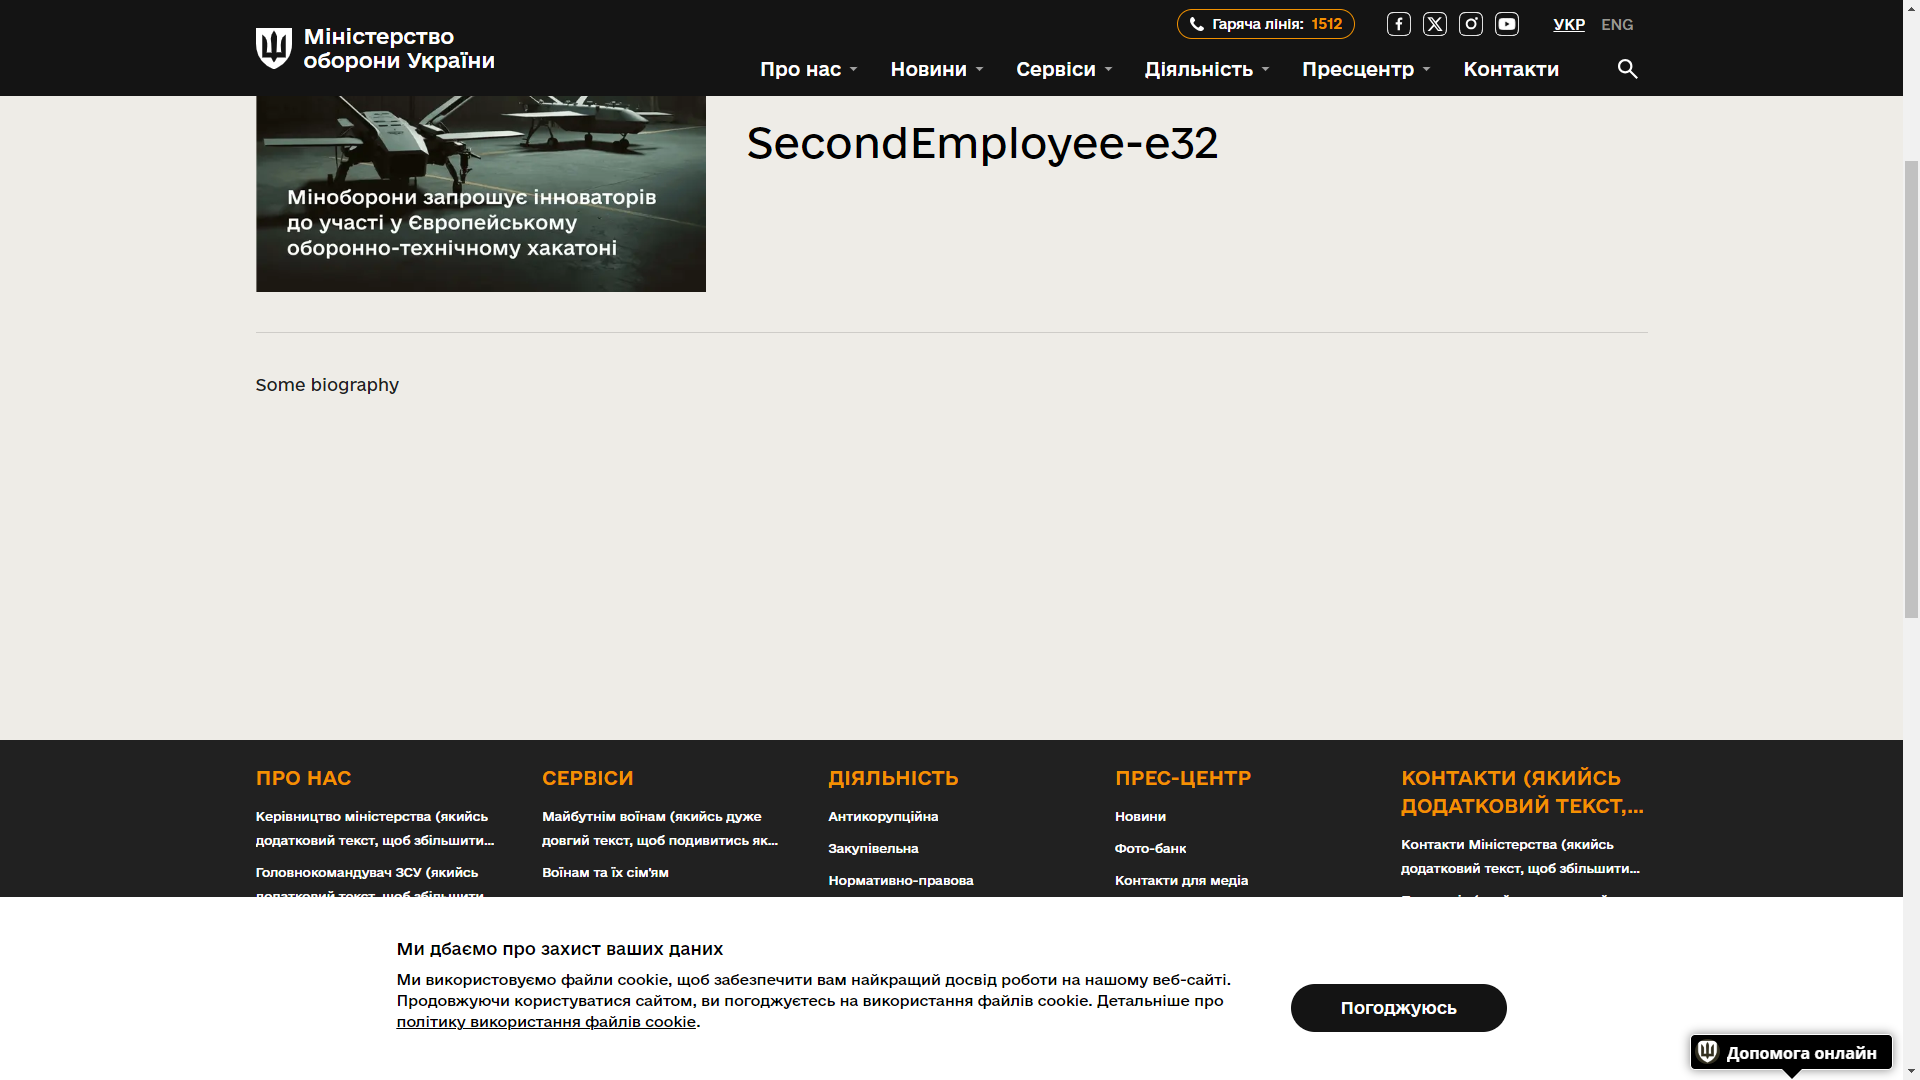 Міністерство
оборони України
Гаряча лінія: 1512
УКР ENG
Про нас
Новини
Сервіси
Діяльність
Пресцентр
Контакти
Міноборони запрошує інноваторів
до участі у Європейському
оборонно-технічному хакатоні
SecondEmployee-e32
Some biography
ПРО НАС
Керівництво міністерства (якийсь
додатковий текст, щоб збільшити...
Головнокомандувач ЗСУ (якийсь
додатковий текст, щоб збільшити
СЕРВІСИ
Майбутнім воїнам (якийсь дуже
довгий текст, щоб подивитись як...
Воїнам та їх сім'ям
ДІЯЛЬНІСТЬ
Антикорупційна
Закупівельна
Нормативно-правова
ПРЕС-ЦЕНТР
Новини
Фото-банк
Контакти для медіа
КОНТАКТИ (ЯКИЙСЬ
ДОДАТКОВИЙ ТЕКСТ,...
Контакти Міністерства (якийсь
додатковий текст, щоб збільшити...
Ми дбаємо про захист ваших даних
Ми використовуємо файли cookie, щоб забезпечити вам найкращий досвід роботи на нашому веб-сайті.
Продовжуючи користуватися сайтом, ви погоджуєтесь на використання файлів cookie. Детальніше про
політику використання файлів cookie.
Погоджуюсь
Допомога онлайн